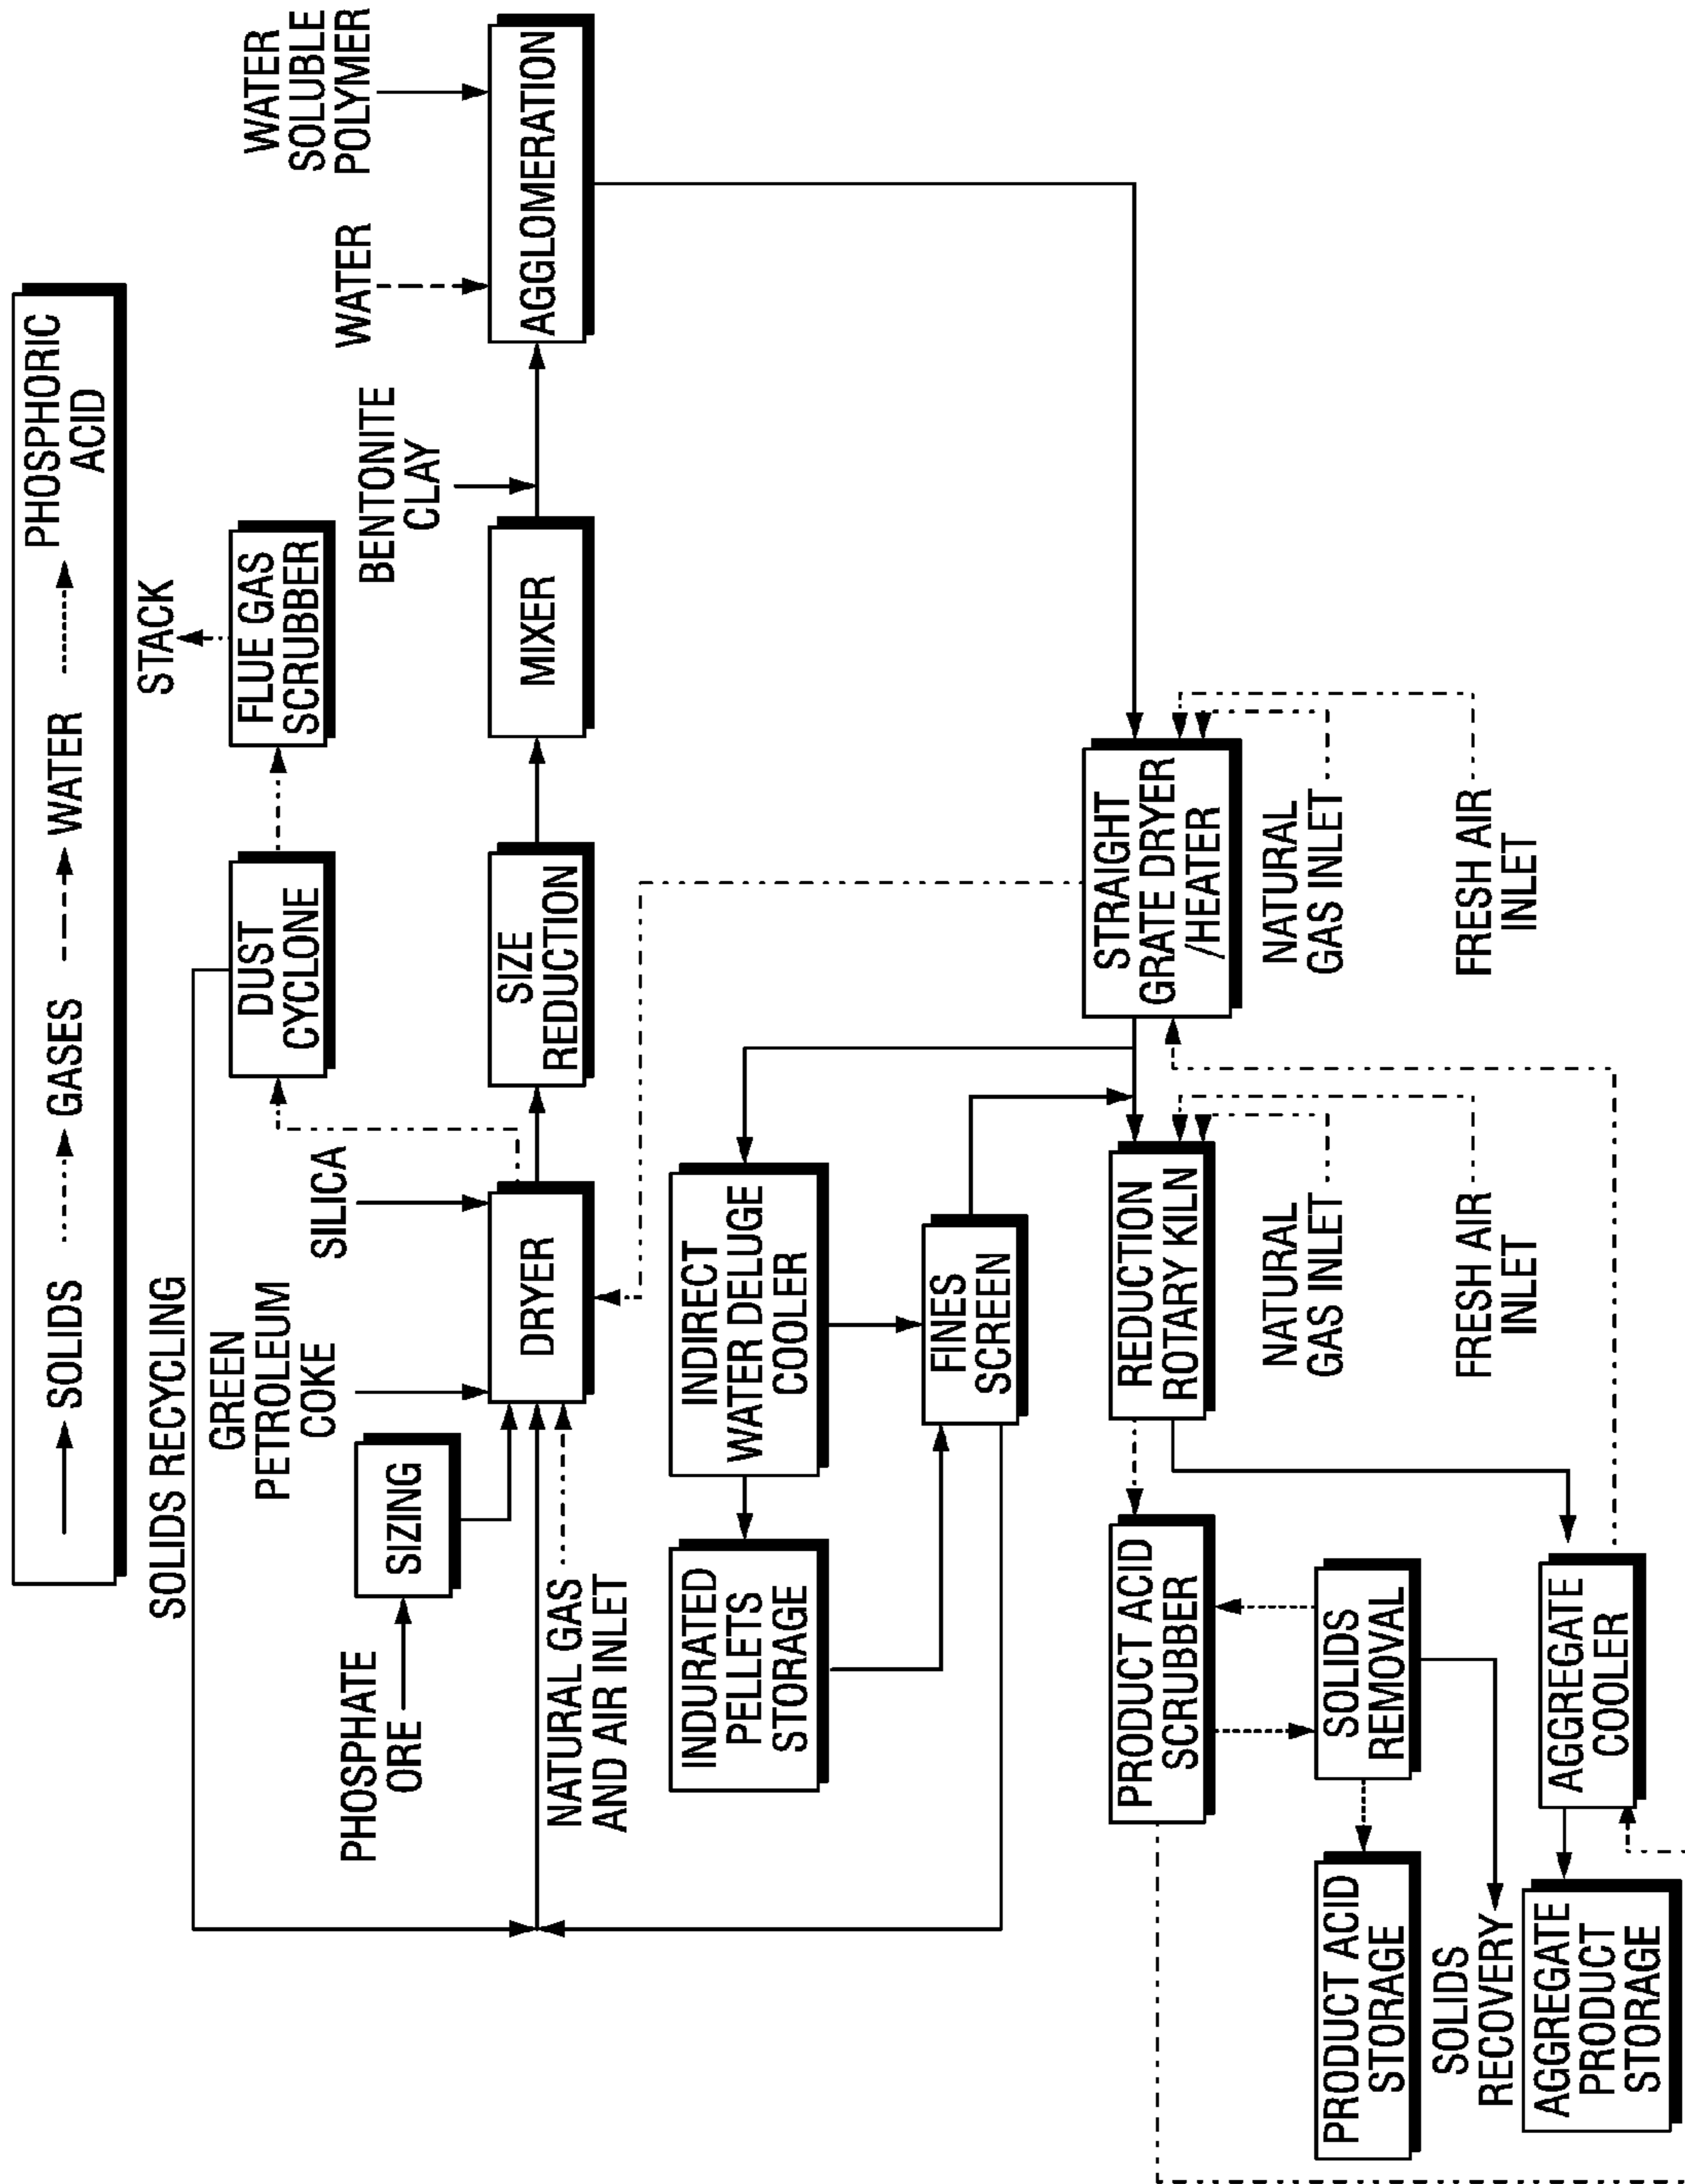 SOLIDS
GASES
WATER
PHOSPHORIC
ACID
SOLIDS RECYCLING
STACK
DUST
CYCLONE
FLUE GAS
SCRUBBER
GREEN
PETROLEUM
COKE
SILICA
WATER
SOLUBLE
POLYMER
WATER
BENTONITE
CLAY
PHOSPHATE
ORE
SIZING
DRYER
SIZE
REDUCTION
MIXER
AGGLOMERATION
NATURAL GAS
AND AIR INLET
INDURATED
PELLETS
STORAGE
INDIRECT
WATER DELUGE
COOLER
FINES
SCREEN
STRAIGHT
GRATE DRYER
/HEATER
PRODUCT ACID
SCRUBBER
REDUCTION
ROTARY KILN
NATURAL
GAS INLET
NATURAL
GAS INLET
PRODUCT ACID
STORAGE
SOLIDS
REMOVAL
FRESH AIR
INLET
FRESH AIR
INLET
SOLIDS
RECOVERY
AGGREGATE
PRODUCT
STORAGE
AGGREGATE
COOLER